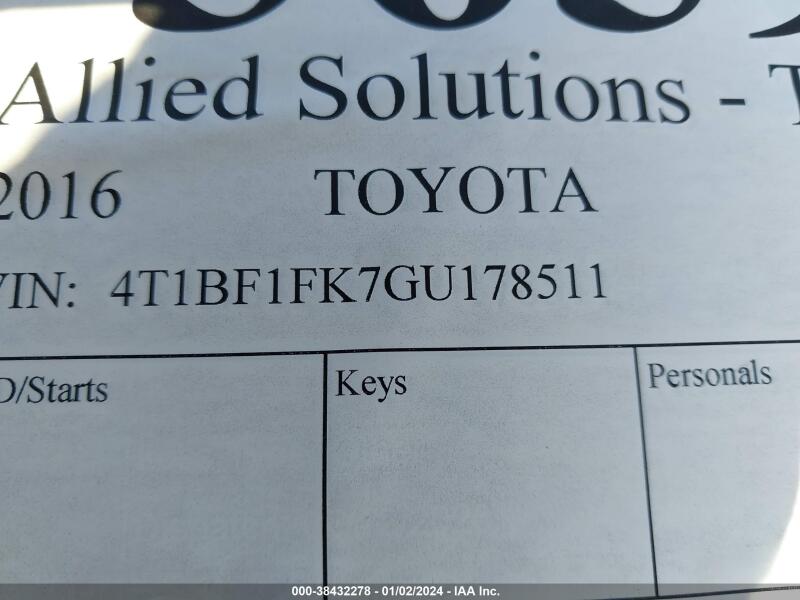 Allied Solutions - T
2016 TOYOTA
VIN: 4T1BF1FK7GU178511
D/Starts Keys Personals
000-38432278 - 01/02/2024 - IAA Inc.